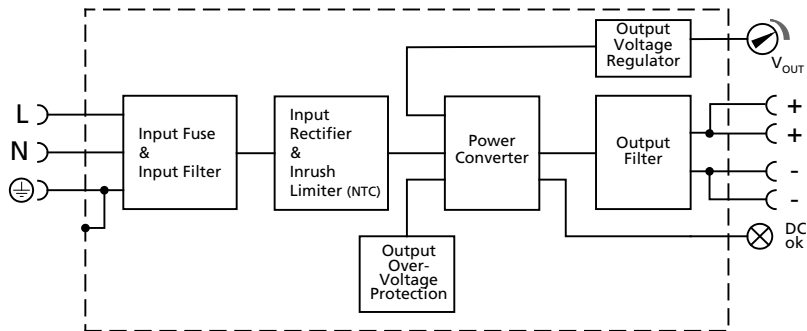 Output
Voltage
Regulator
VOUT
L
N
Input Fuse
&
Input Filter
Input
Rectifier
&
Inrush
Limiter (NTC)
Power
Converter
Output
Filter
+
+
-
-
DC
ok
Output
Over-
Voltage
Protection